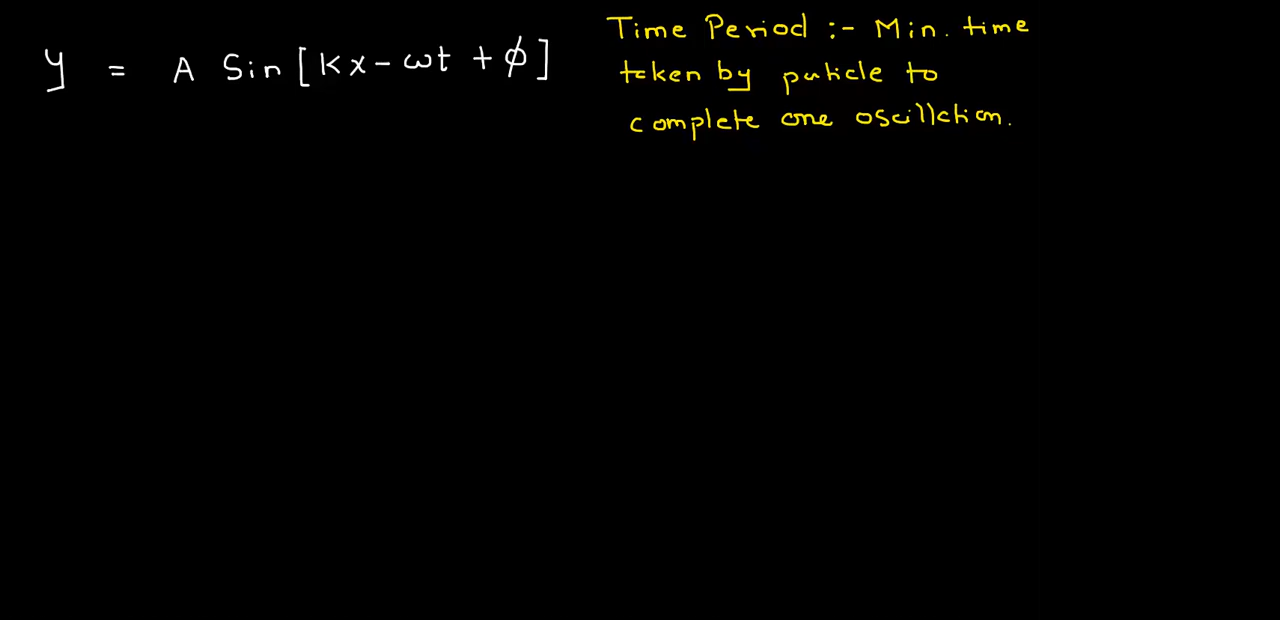 y = A Sin [Kx - ωt + φ]
Time Period :- Min. time
taken by particle to
complete one oscillation.